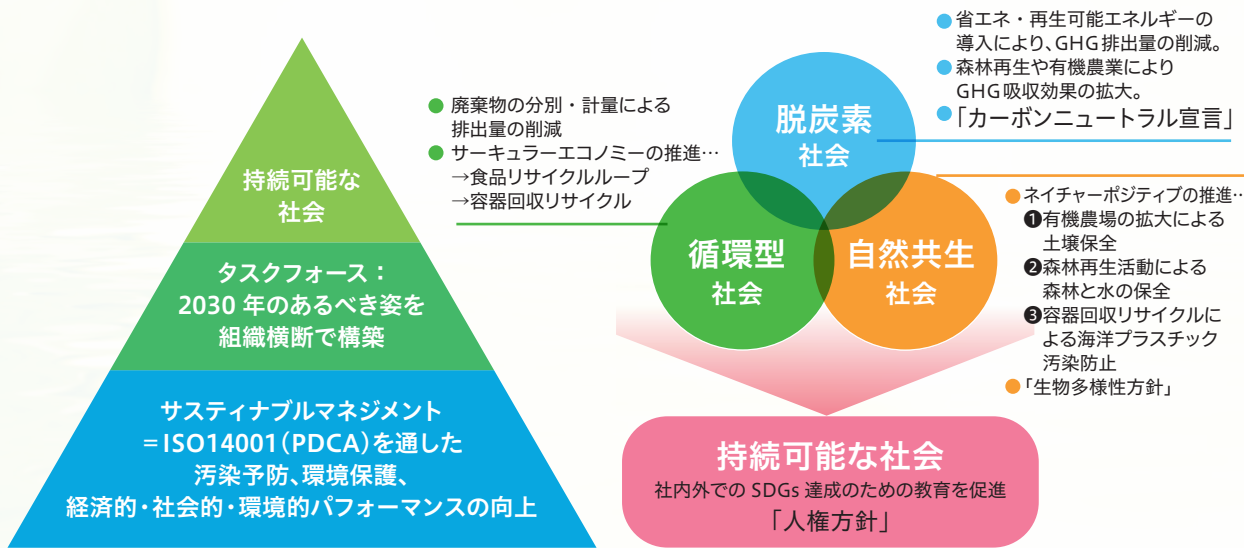 持続可能な
社会
タスクフォース：
2030 年のあるべき姿を
組織横断で構築
サスティナブルマネジメント
＝ISO14001（PDCA）を通した
汚染予防、環境保護、
経済的・社会的・環境的パフォーマンスの向上
● 廃棄物の分別・計量による
排出量の削減
● サーキュラーエコノミーの推進…
→食品リサイクルループ
→容器回収リサイクル
脱炭素
社会
循環型
社会
自然共生
社会
● 省エネ・再生可能エネルギーの
導入により、GHG排出量の削減。
● 森林再生や有機農業により
GHG吸収効果の拡大。
●「カーボンニュートラル宣言」
● ネイチャーポジティブの推進…
❶有機農場の拡大による
土壌保全
❷森林再生活動による
森林と水の保全
❸容器回収リサイクルに
よる海洋プラスチック
汚染防止
●「生物多様性方針」
持続可能な社会
社内外での SDGs 達成のための教育を促進
「人権方針」